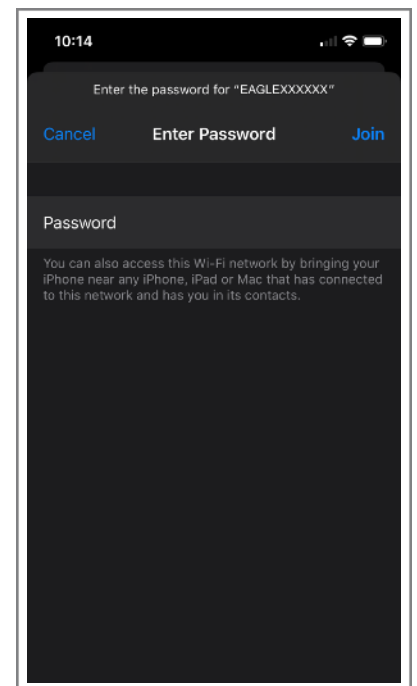 10:14
Enter the password for "EAGLEXXXXXX"
Cancel Enter Password Join
Password
You can also access this Wi-Fi network by bringing your
iPhone near any iPhone, iPad or Mac that has connected
to this network and has you in its contacts.